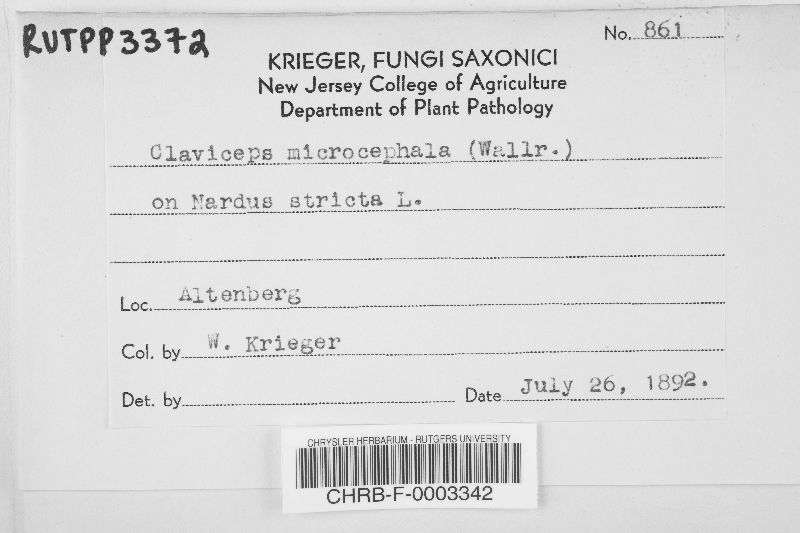 RUTPP3372
No. 861
KRIEGER, FUNGI SAXONICI
New Jersey College of Agriculture
Department of Plant Pathology
Claviceps microcephala (Wallr.)
on Nardus stricta L.
Loc. Altenberg
Col. by W. Krieger
Det. by Date July 26, 1892.
CHRYSLER HERBARIUM - RUTGERS UNIVERSITY
CHRB-F-0003342